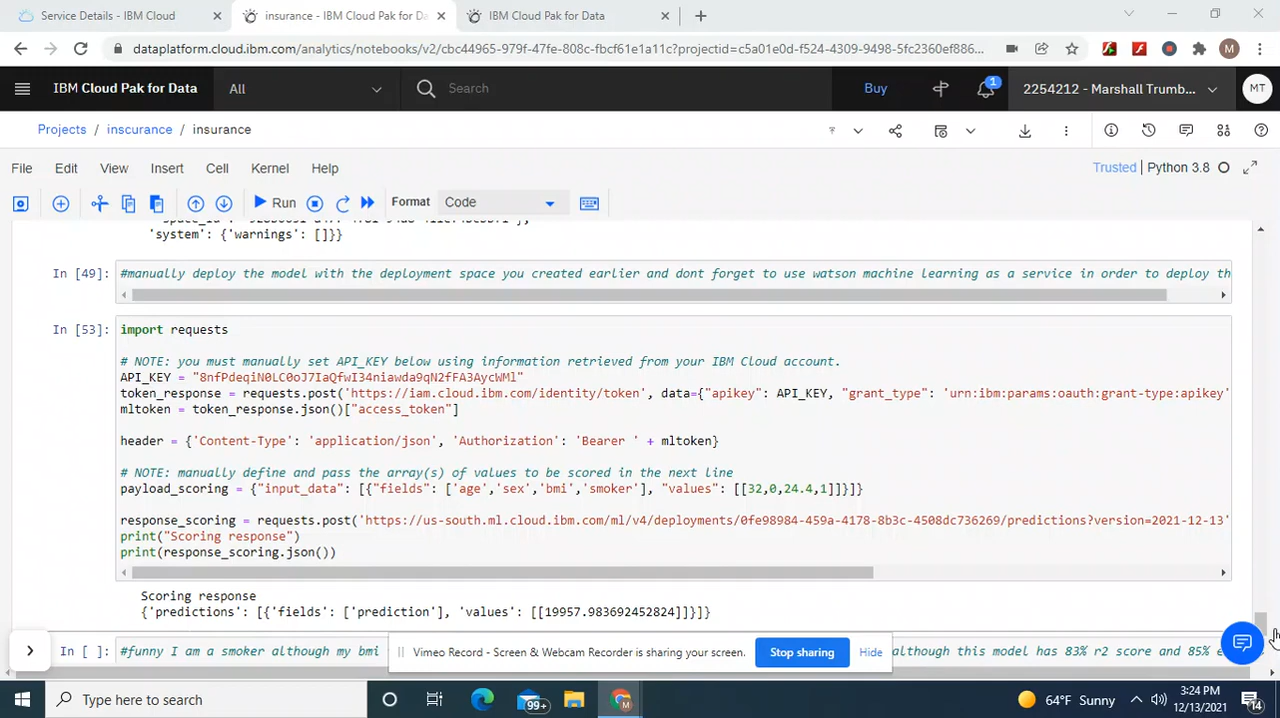 Service Details - IBM Cloud
insurance - IBM Cloud Pak for Da
IBM Cloud Pak for Data
dataplatform.cloud.ibm.com/analytics/notebooks/v2/cbc44965-979f-47fe-808c-fbcf61e1a11c?projectid=c5a01e0d-f524-4309-9498-5fc2360ef886...
M
IBM Cloud Pak for Data
All
Search
Buy
1
2254212 - Marshall Trumb...
MT
Projects / inscurance / insurance
File Edit View Insert Cell Kernel Help
Trusted Python 3.8
Run Format Code
'system': {'warnings': []}}
In [49]: #manually deploy the model with the deployment space you created earlier and dont forget to use watson machine learning as a service in order to deploy th
In [53]: import requests
# NOTE: you must manually set API_KEY below using information retrieved from your IBM Cloud account.
API_KEY = "8nfPdeqiN0LC0oJ7IaQfwI34niawda9qN2fFA3AycWMl"
token_response = requests.post('https://iam.cloud.ibm.com/identity/token', data={"apikey": API_KEY, "grant_type": 'urn:ibm:params:oauth:grant-type:apikey'
mltoken = token_response.json()["access_token"]
header = {'Content-Type': 'application/json', 'Authorization': 'Bearer ' + mltoken}
# NOTE: manually define and pass the array(s) of values to be scored in the next line
payload_scoring = {"input_data": [{"fields": ['age','sex','bmi','smoker'], "values": [[32,0,24.4,1]]}]}
response_scoring = requests.post('https://us-south.ml.cloud.ibm.com/ml/v4/deployments/0fe98984-459a-4178-8b3c-4508dc736269/predictions?version=2021-12-13'
print("Scoring response")
print(response_scoring.json())
Scoring response
{'predictions': [{'fields': ['prediction'], 'values': [[19957.983692452824]]}]}
In [ ]: #funny I am a smoker although my bmi
although this model has 83% r2 score and 85% e
Vimeo Record - Screen & Webcam Recorder is sharing your screen.
Stop sharing
Hide
Type here to search
99+
M
64°F Sunny
3:24 PM
12/13/2021
14